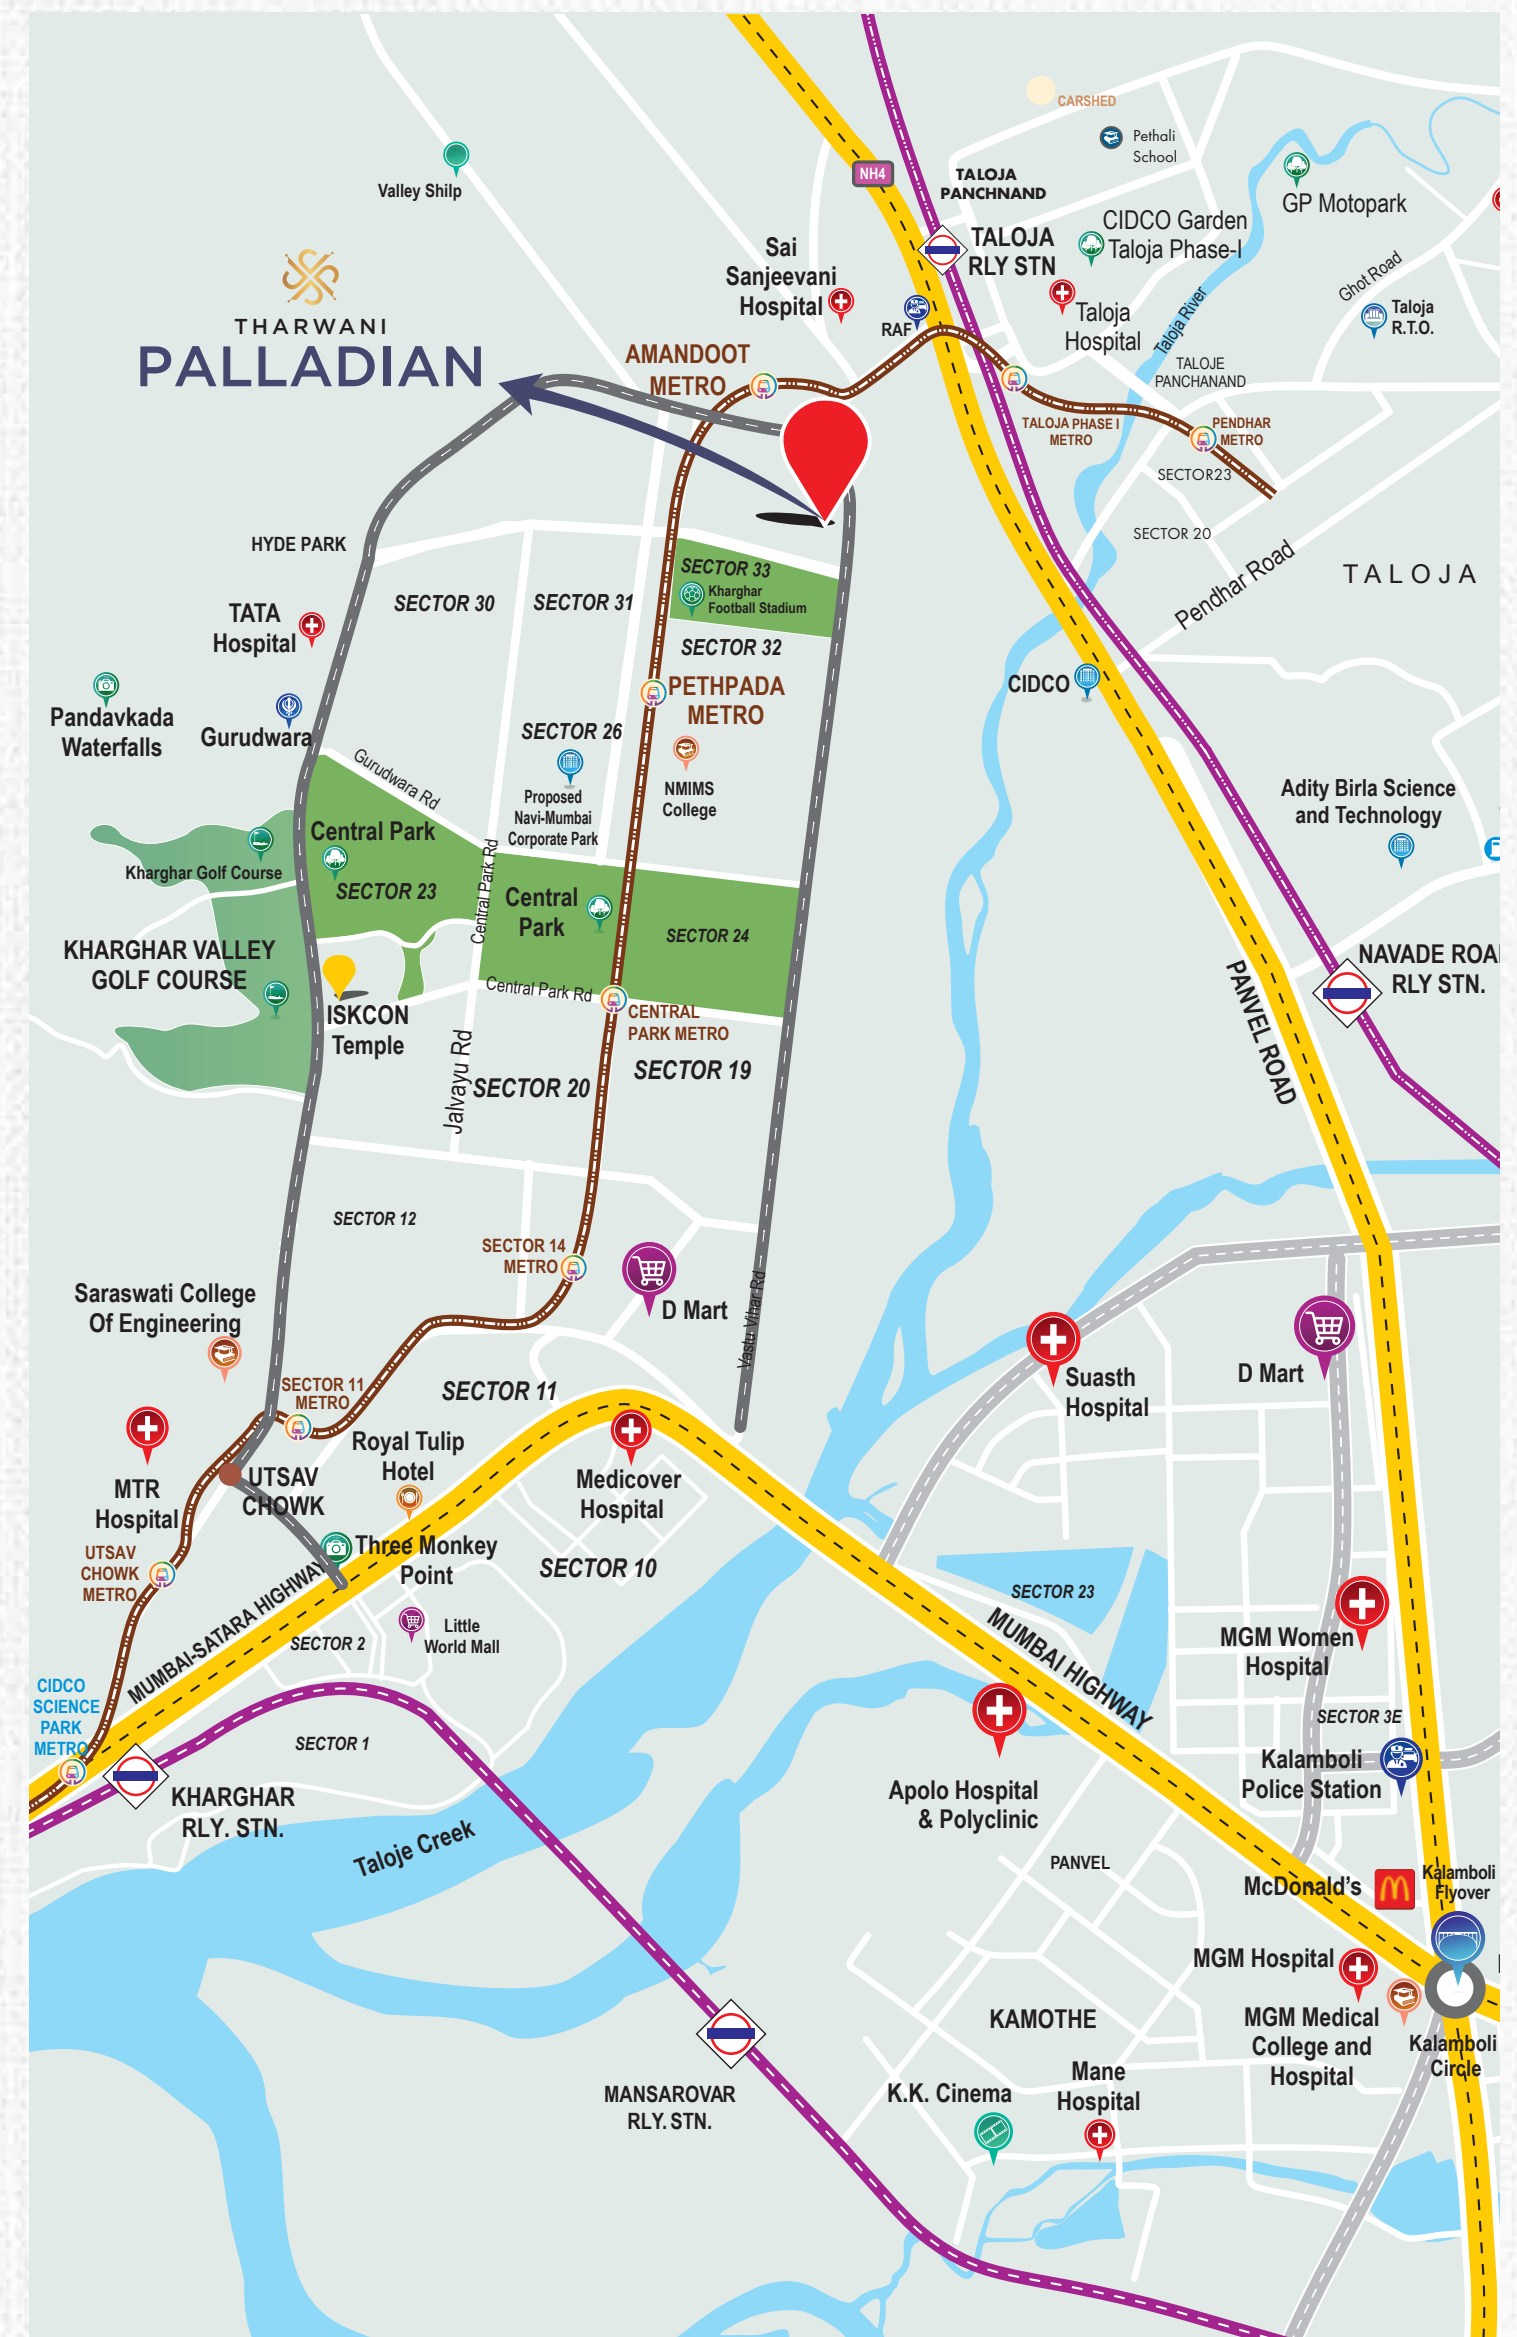 CARSHED
Pethali
School
Valley Shilp
NH4
TALOJA
PANCHNAND
GP Motopark
CIDCO Garden
Taloja Phase-I
TALOJA
RLY STN
Sai
Sanjeevani
Hospital
Ghot Road
Taloja
R.T.O.
Taloja River
Taloja
Hospital
RAF
THARWANI
PALLADIAN
AMANDOOT
METRO
TALOJE
PANCHANAND
TALOJA PHASE I
METRO
PENDHAR
METRO
SECTOR23
SECTOR 20
HYDE PARK
Pendhar Road
TALOJA
SECTOR 33
Kharghar
Football Stadium
SECTOR 30
SECTOR 31
TATA
Hospital
SECTOR 32
CIDCO
PETHPADA
METRO
Pandavkada
Waterfalls
Gurudwara
SECTOR 26
Gurudwara Rd
Proposed
Navi-Mumbai
Corporate Park
NMIMS
College
Adity Birla Science
and Technology
Central Park
Kharghar Golf Course
SECTOR 23
Central Park Rd
Central
Park
SECTOR 24
KHARGHAR VALLEY
GOLF COURSE
NAVADE ROA
RLY STN.
Central Park Rd
ISKCON
Temple
CENTRAL
PARK METRO
PANVEL ROAD
Jalvayu Rd
SECTOR 20
SECTOR 19
SECTOR 12
SECTOR 14
METRO
D Mart
Vastu Vihar Rd
Saraswati College
Of Engineering
Suasth
Hospital
D Mart
SECTOR 11
METRO
SECTOR 11
MTR
Hospital
UTSAV
CHOWK
Royal Tulip
Hotel
Medicover
Hospital
UTSAV
CHOWK
METRO
Three Monkey
Point
SECTOR 10
MUMBAI-SATARA HIGHWAY
SECTOR 23
MUMBAI HIGHWAY
Little
World Mall
SECTOR 2
MGM Women
Hospital
CIDCO
SCIENCE
PARK
METRO
SECTOR 1
SECTOR 3E
Kalamboli
Police Station
KHARGHAR
RLY. STN.
Apolo Hospital
& Polyclinic
Taloje Creek
PANVEL
McDonald's
Kalamboli
Flyover
MGM Hospital
KAMOTHE
MGM Medical
College and
Hospital
Kalamboli
Circle
MANSAROVAR
RLY. STN.
K.K. Cinema
Mane
Hospital